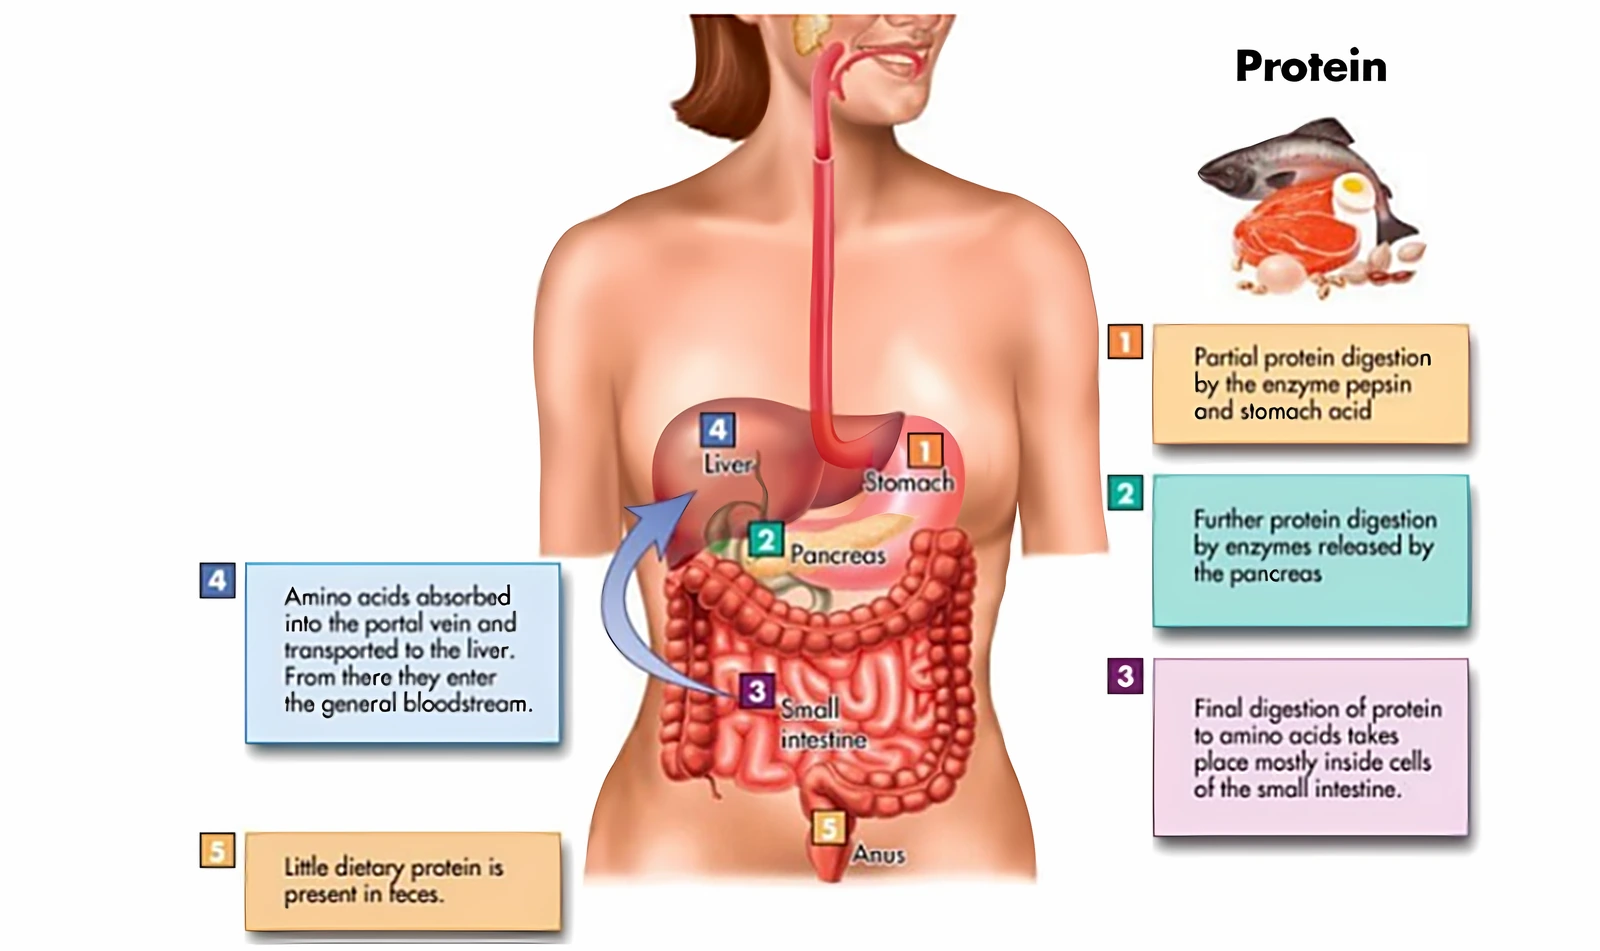 Protein
1
Partial protein digestion
by the enzyme pepsin
and stomach acid
2
Further protein digestion
by enzymes released by
the pancreas
3
Final digestion of protein
to amino acids takes
place mostly inside cells
of the small intestine.
4
Amino acids absorbed
into the portal vein and
transported to the liver.
From there they enter
the general bloodstream.
5
Little dietary protein is
present in feces.
4
Liver
1
Stomach
2
Pancreas
3
Small
intestine
5
Anus